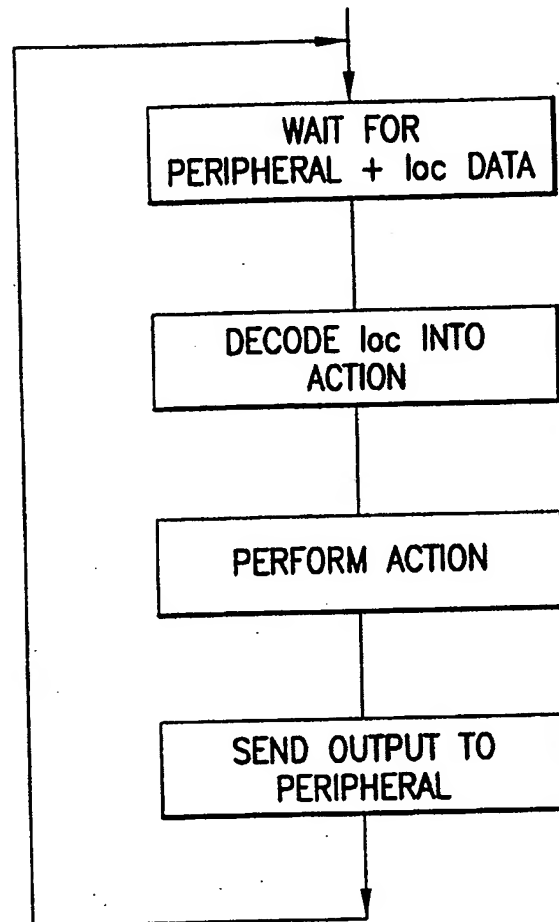 WAIT FOR
PERIPHERAL + loc DATA
DECODE loc INTO
ACTION
PERFORM ACTION
SEND OUTPUT TO
PERIPHERAL